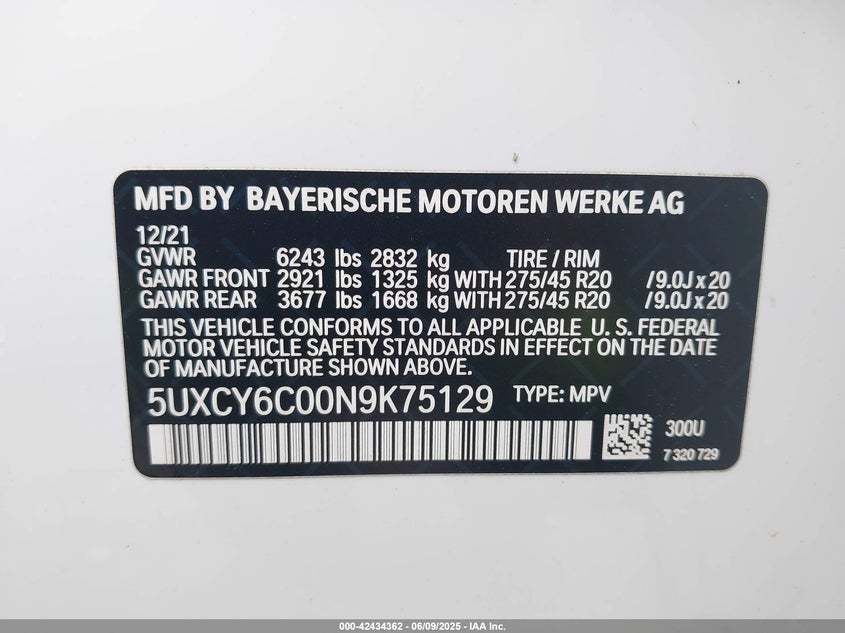 MFD BY BAYERISCHE MOTOREN WERKE AG
12/21
GVWR 6243 lbs 2832 kg TIRE / RIM
GAWR FRONT 2921 lbs 1325 kg WITH 275/45 R20 /9.0J x 20
GAWR REAR 3677 lbs 1668 kg WITH 275/45 R20 /9.0J x 20
THIS VEHICLE CONFORMS TO ALL APPLICABLE U. S. FEDERAL
MOTOR VEHICLE SAFETY STANDARDS IN EFFECT ON THE DATE
OF MANUFACTURE SHOWN ABOVE.
5UXCY6C00N9K75129 TYPE: MPV
300U
7 320 729
000-42434362 - 06/09/2025 - IAA Inc.